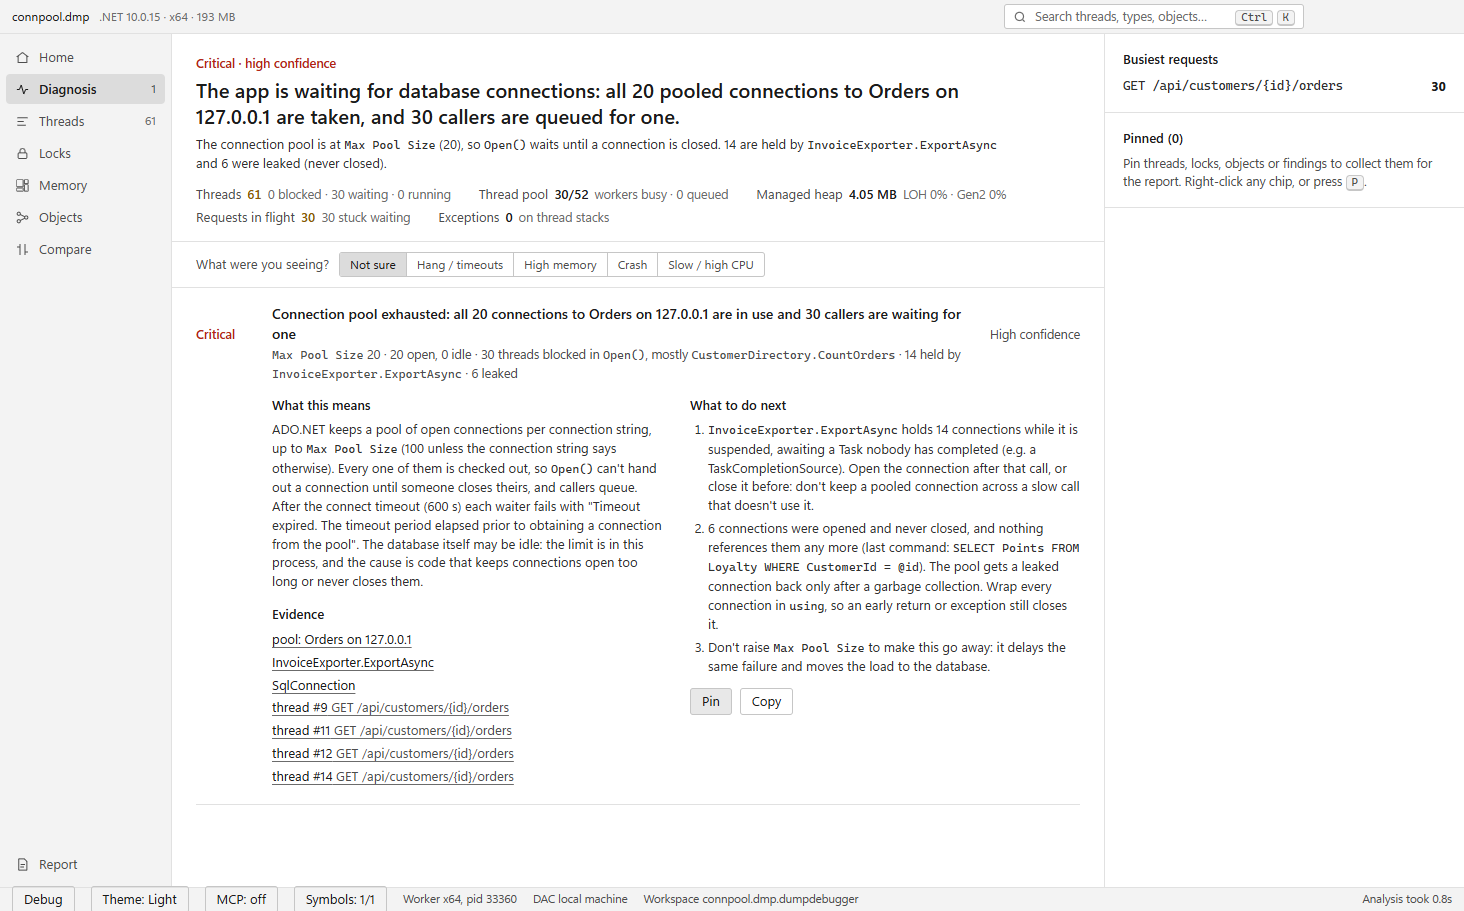 connpool.dmp .NET 10.0.15 · x64 · 193 MB
Search threads, types, objects... Ctrl K
Home
Diagnosis 1
Threads 61
Locks
Memory
Objects
Compare
Report
Critical · high confidence
The app is waiting for database connections: all 20 pooled connections to Orders on
127.0.0.1 are taken, and 30 callers are queued for one.
The connection pool is at Max Pool Size (20), so Open() waits until a connection is closed. 14 are held by InvoiceExporter.ExportAsync
and 6 were leaked (never closed).
Threads 61 0 blocked · 30 waiting · 0 running Thread pool 30/52 workers busy · 0 queued Managed heap 4.05 MB LOH 0% · Gen2 0%
Requests in flight 30 30 stuck waiting Exceptions 0 on thread stacks
What were you seeing? Not sure Hang / timeouts High memory Crash Slow / high CPU
Critical
Connection pool exhausted: all 20 connections to Orders on 127.0.0.1 are in use and 30 callers are waiting for
one
High confidence
Max Pool Size 20 · 20 open, 0 idle · 30 threads blocked in Open(), mostly CustomerDirectory.CountOrders · 14 held by
InvoiceExporter.ExportAsync · 6 leaked
What this means
ADO.NET keeps a pool of open connections per connection string,
up to Max Pool Size (100 unless the connection string says
otherwise). Every one of them is checked out, so Open() can't hand
out a connection until someone closes theirs, and callers queue.
After the connect timeout (600 s) each waiter fails with "Timeout
expired. The timeout period elapsed prior to obtaining a connection
from the pool". The database itself may be idle: the limit is in this
process, and the cause is code that keeps connections open too
long or never closes them.
Evidence
pool: Orders on 127.0.0.1
InvoiceExporter.ExportAsync
SqlConnection
thread #9 GET /api/customers/{id}/orders
thread #11 GET /api/customers/{id}/orders
thread #12 GET /api/customers/{id}/orders
thread #14 GET /api/customers/{id}/orders
What to do next
1. InvoiceExporter.ExportAsync holds 14 connections while it is
suspended, awaiting a Task nobody has completed (e.g. a
TaskCompletionSource). Open the connection after that call, or
close it before: don't keep a pooled connection across a slow call
that doesn't use it.
2. 6 connections were opened and never closed, and nothing
references them any more (last command: SELECT Points FROM
Loyalty WHERE CustomerId = @id). The pool gets a leaked
connection back only after a garbage collection. Wrap every
connection in using, so an early return or exception still closes
it.
3. Don't raise Max Pool Size to make this go away: it delays the
same failure and moves the load to the database.
Pin Copy
Busiest requests
GET /api/customers/{id}/orders 30
Pinned (0)
Pin threads, locks, objects or findings to collect them for
the report. Right-click any chip, or press P.
Debug Theme: Light MCP: off Symbols: 1/1 Worker x64, pid 33360 DAC local machine Workspace connpool.dmp.dumpdebugger Analysis took 0.8s